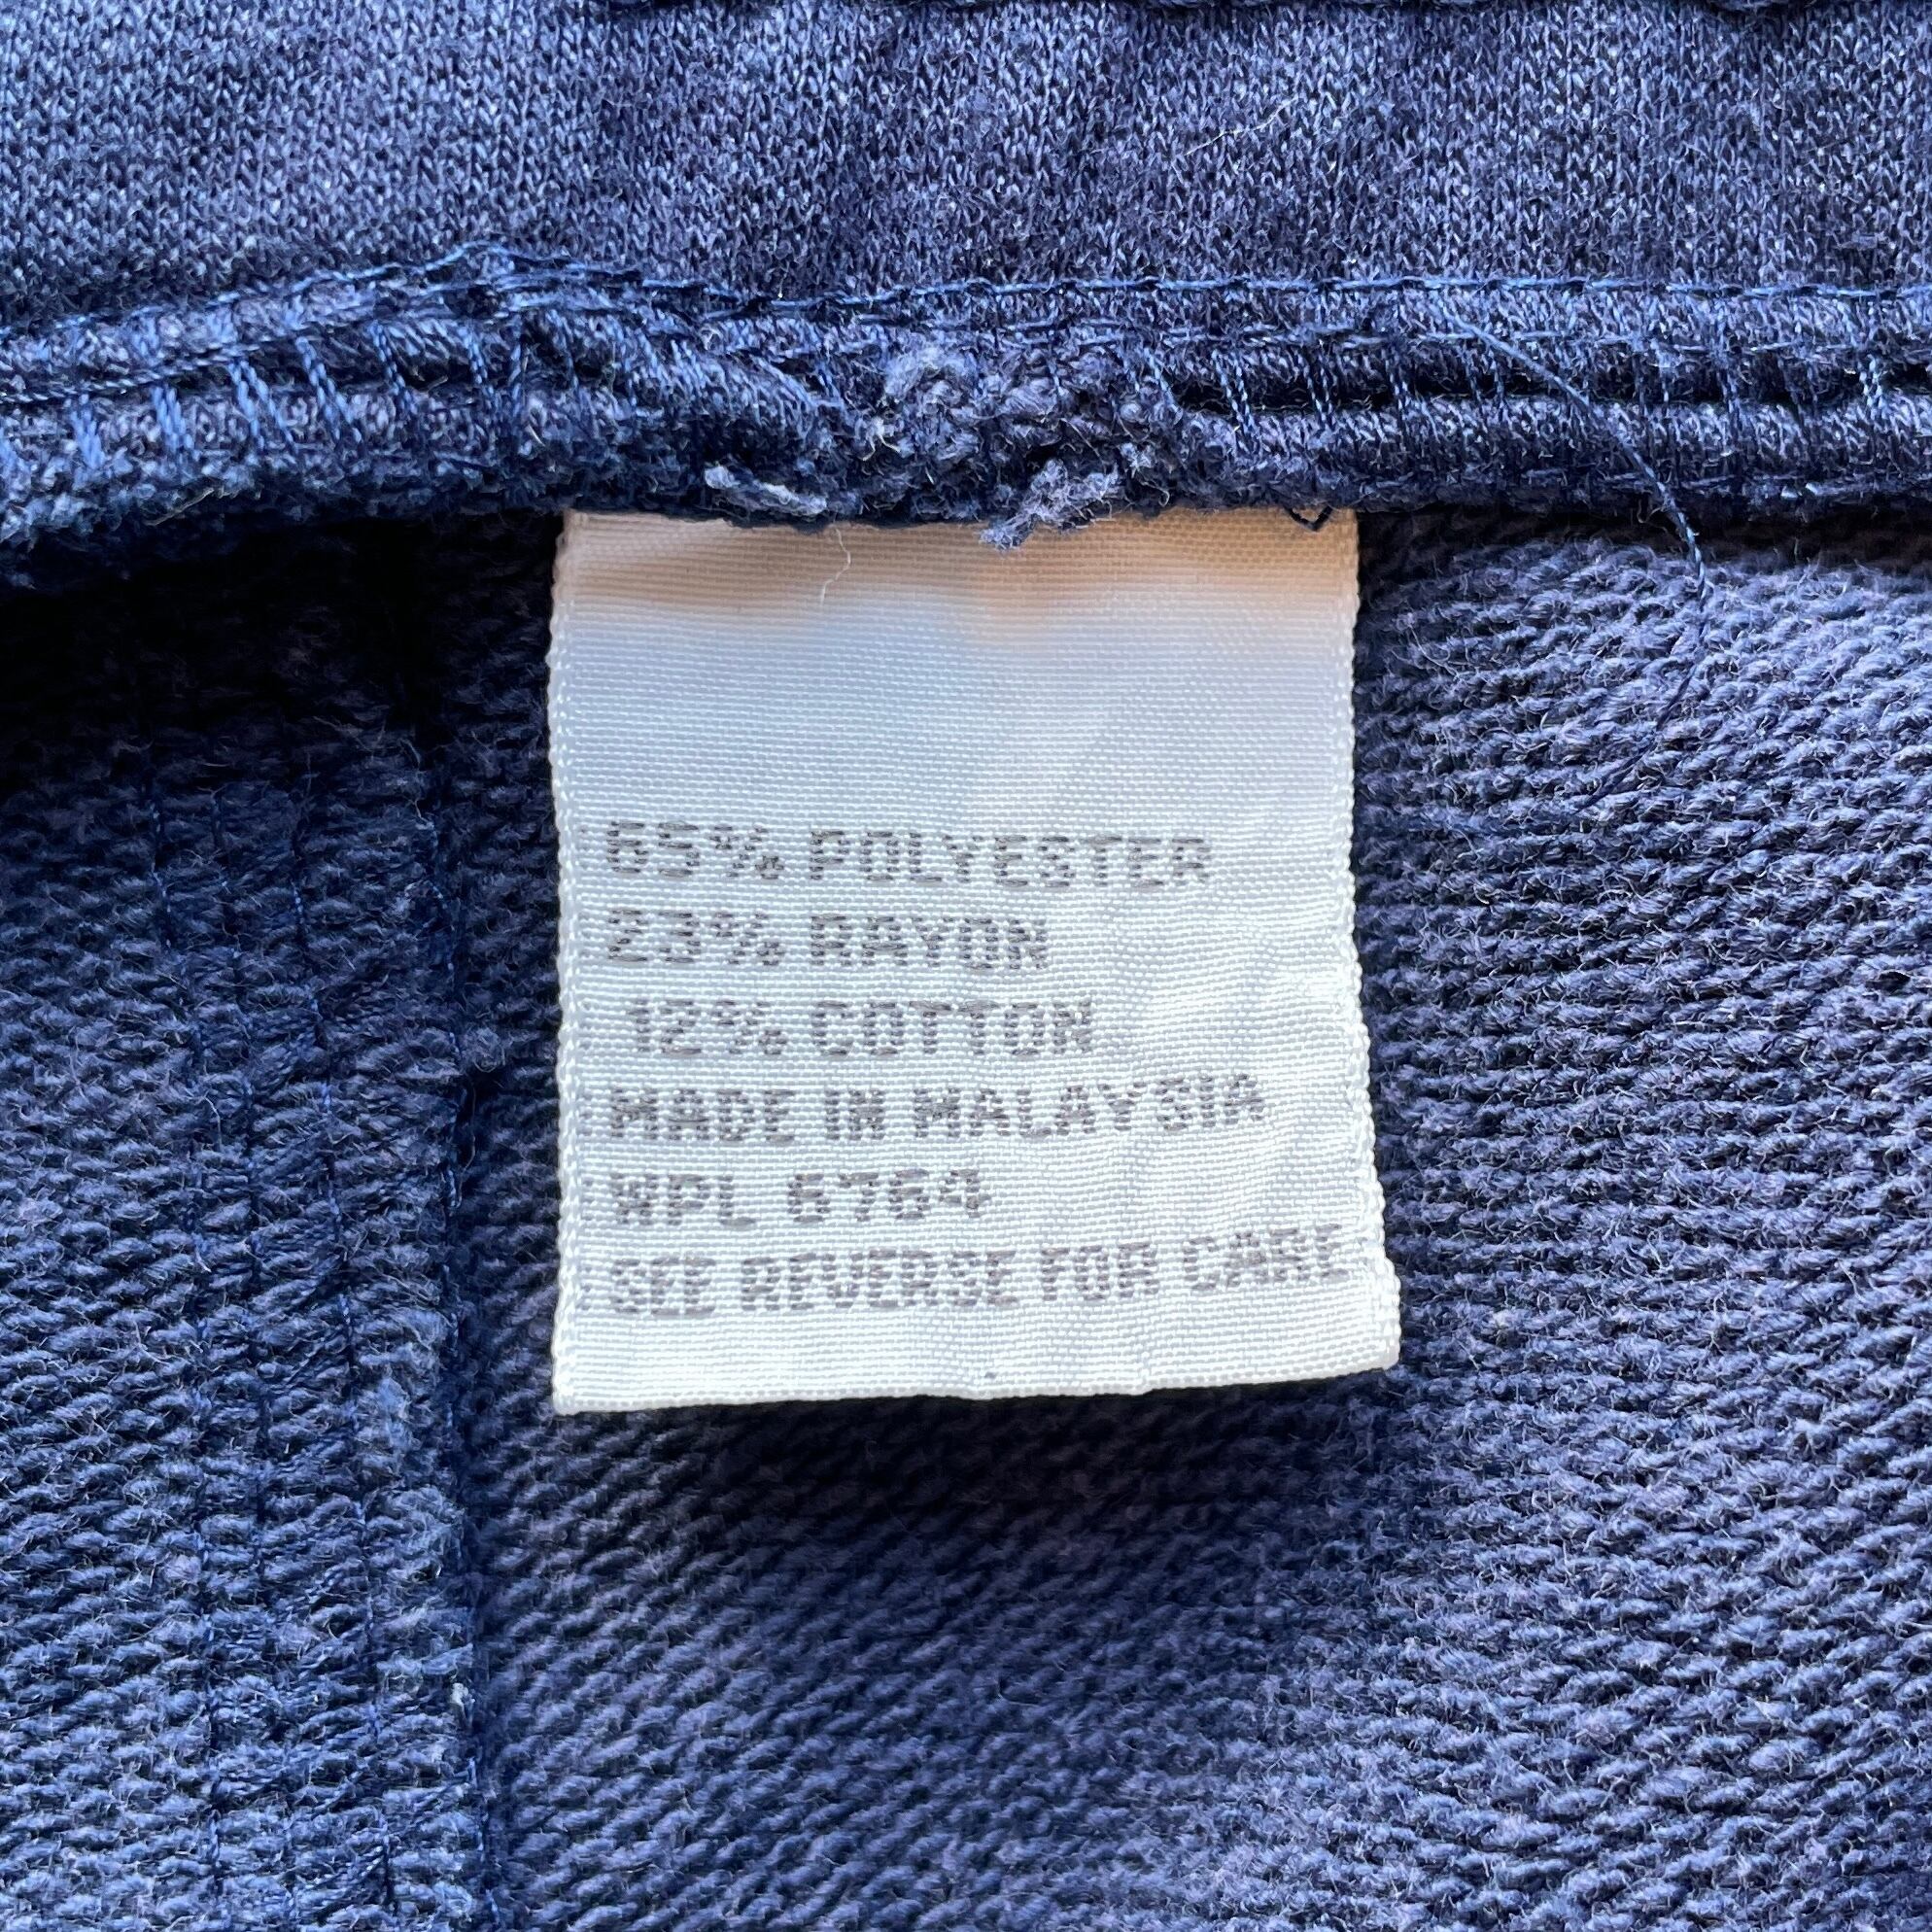 65% POLYESTER
23% RAYON
12% COTTON
MADE IN MALAYSIA
WPL 6764
SEE REVERSE FOR CARE